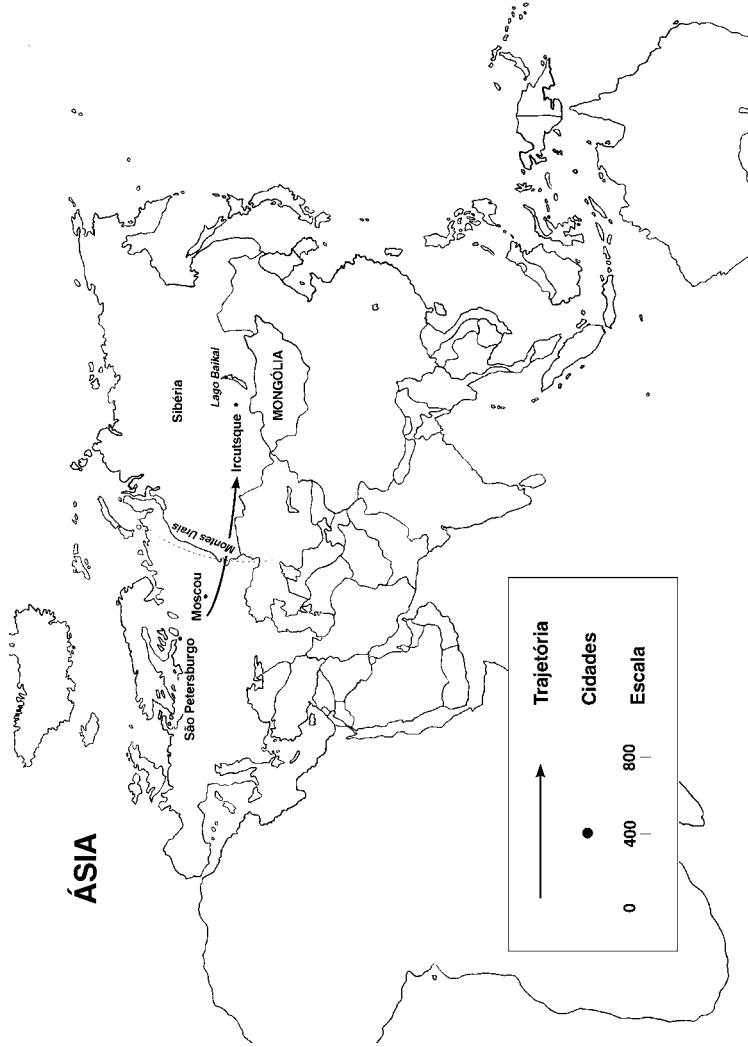 ÁSIA
São Petersburgo
Moscou
Montes Urais
Sibéria
Ircutsque
Lago Baikal
MONGÓLIA
Trajetória
Cidades
0 400 800 Escala